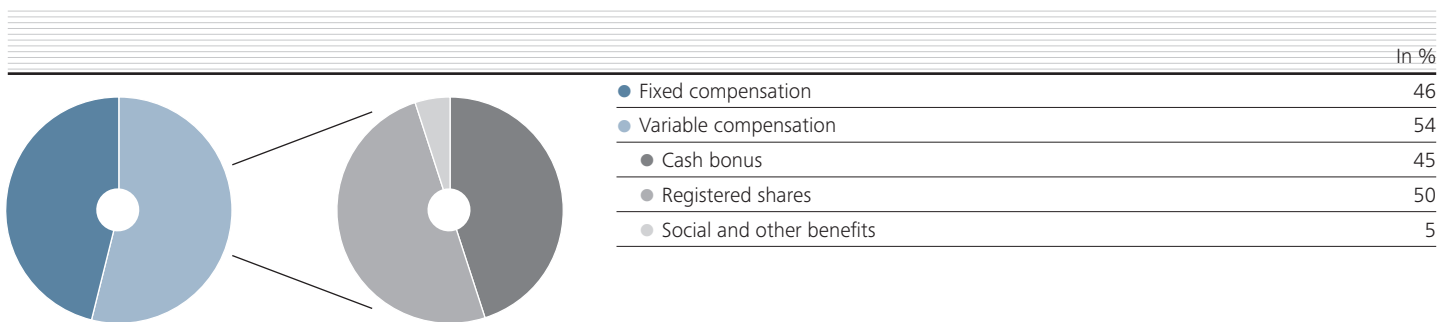 In %
Fixed compensation 46
Variable compensation 54
Cash bonus 45
Registered shares 50
Social and other benefits 5